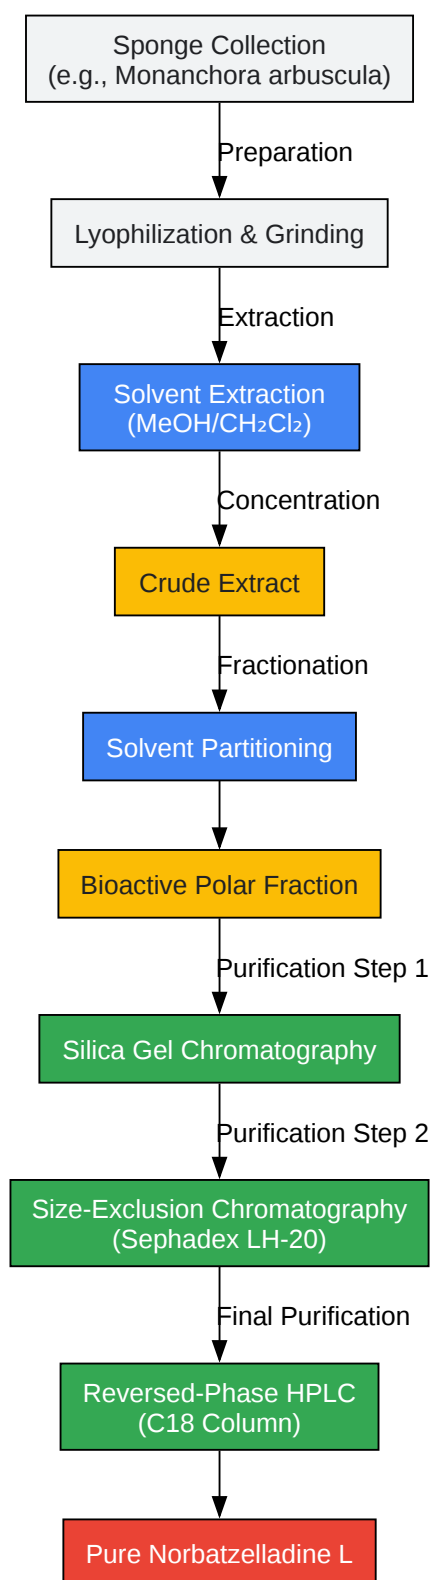 Sponge Collection
(e.g., Monanchora arbuscula)
Preparation
Lyophilization & Grinding
Extraction
Solvent Extraction
(MeOH/CH₂Cl₂)
Concentration
Crude Extract
Fractionation
Solvent Partitioning
Bioactive Polar Fraction
Purification Step 1
Silica Gel Chromatography
Purification Step 2
Size-Exclusion Chromatography
(Sephadex LH-20)
Final Purification
Reversed-Phase HPLC
(C18 Column)
Pure Norbatzelladine L